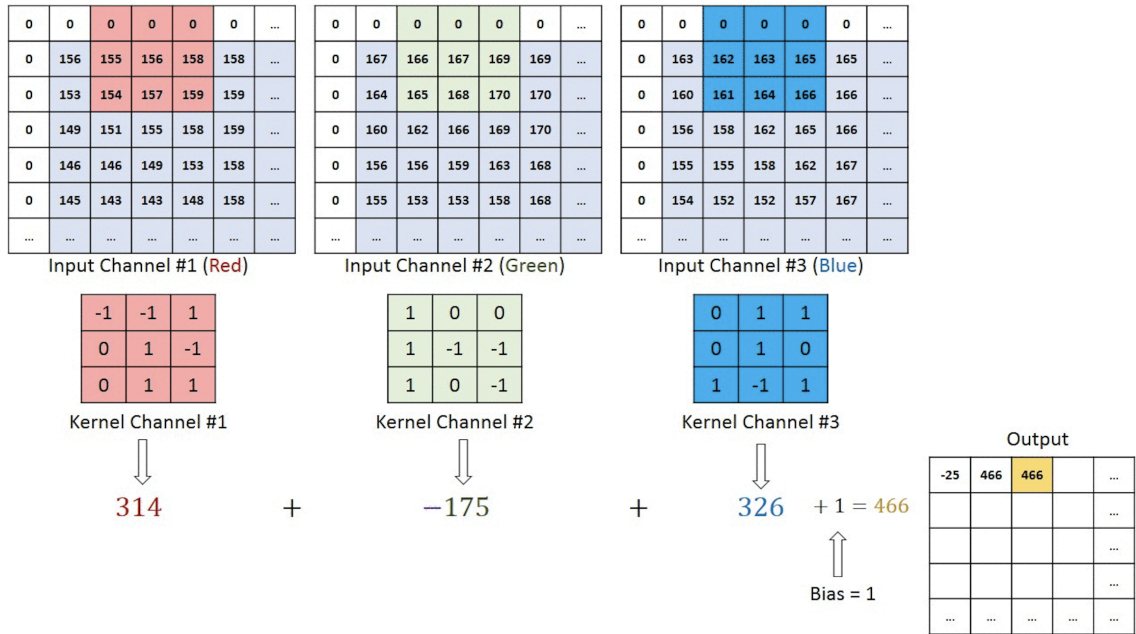 0 0 0 0 0 0 ...
0 156 155 156 158 158 ...
0 153 154 157 159 159 ...
0 149 151 155 158 159 ...
0 146 146 149 153 158 ...
0 145 143 143 148 158 ...
... ... ... ... ... ... ...
Input Channel #1 (Red)
0 0 0 0 0 0 ...
0 167 166 167 169 169 ...
0 164 165 168 170 170 ...
0 160 162 166 169 170 ...
0 156 156 159 163 168 ...
0 155 153 153 158 168 ...
... ... ... ... ... ... ...
Input Channel #2 (Green)
0 0 0 0 0 0 ...
0 163 162 163 165 165 ...
0 160 161 164 166 166 ...
0 156 158 162 165 166 ...
0 155 155 158 162 167 ...
0 154 152 152 157 167 ...
... ... ... ... ... ... ...
Input Channel #3 (Blue)
-1 -1 1
0 1 -1
0 1 1
Kernel Channel #1
1 0 0
1 -1 -1
1 0 -1
Kernel Channel #2
0 1 1
0 1 0
1 -1 1
Kernel Channel #3
314 + −175 + 326 + 1 = 466
Bias = 1
Output
-25 466 466 ...
...
...
...
... ... ... ... ...